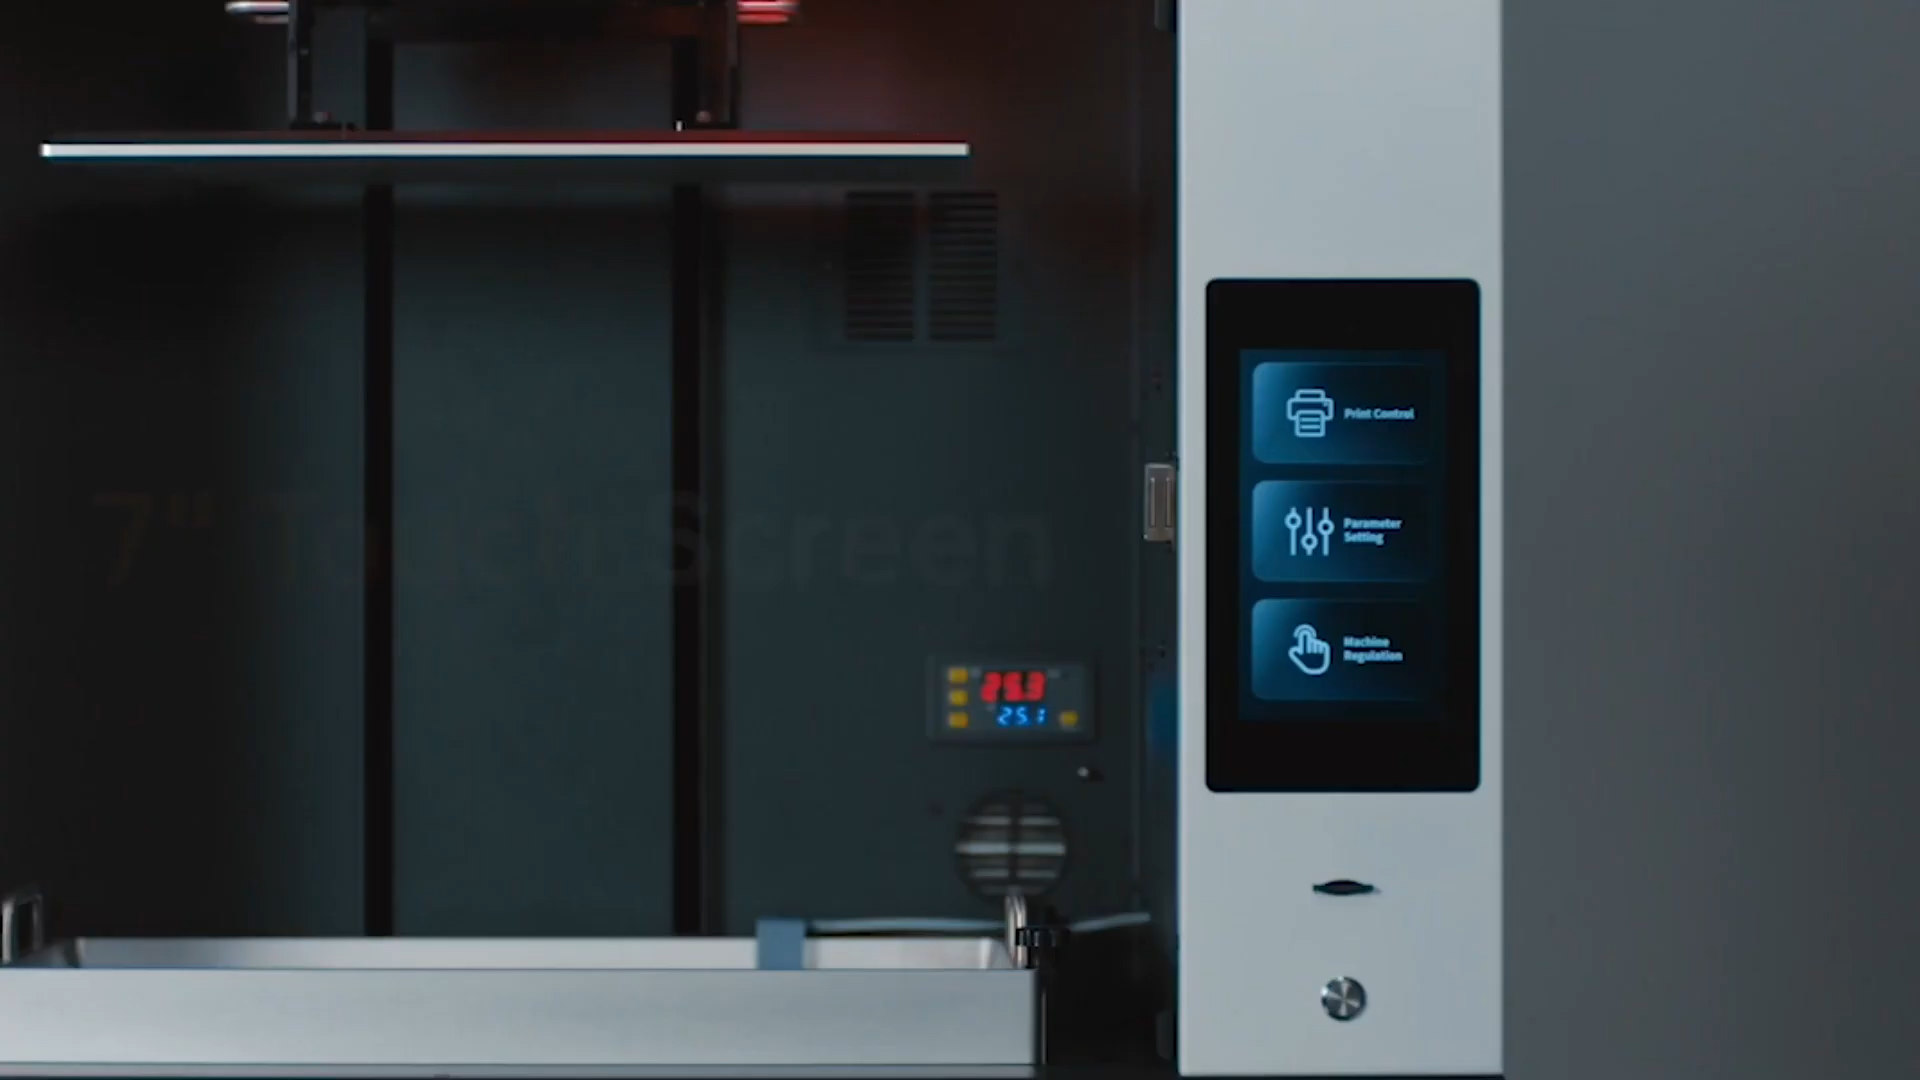 7" Touch Screen
Print Control
Parameter
Setting
Machine
Regulation
25.3
25.1